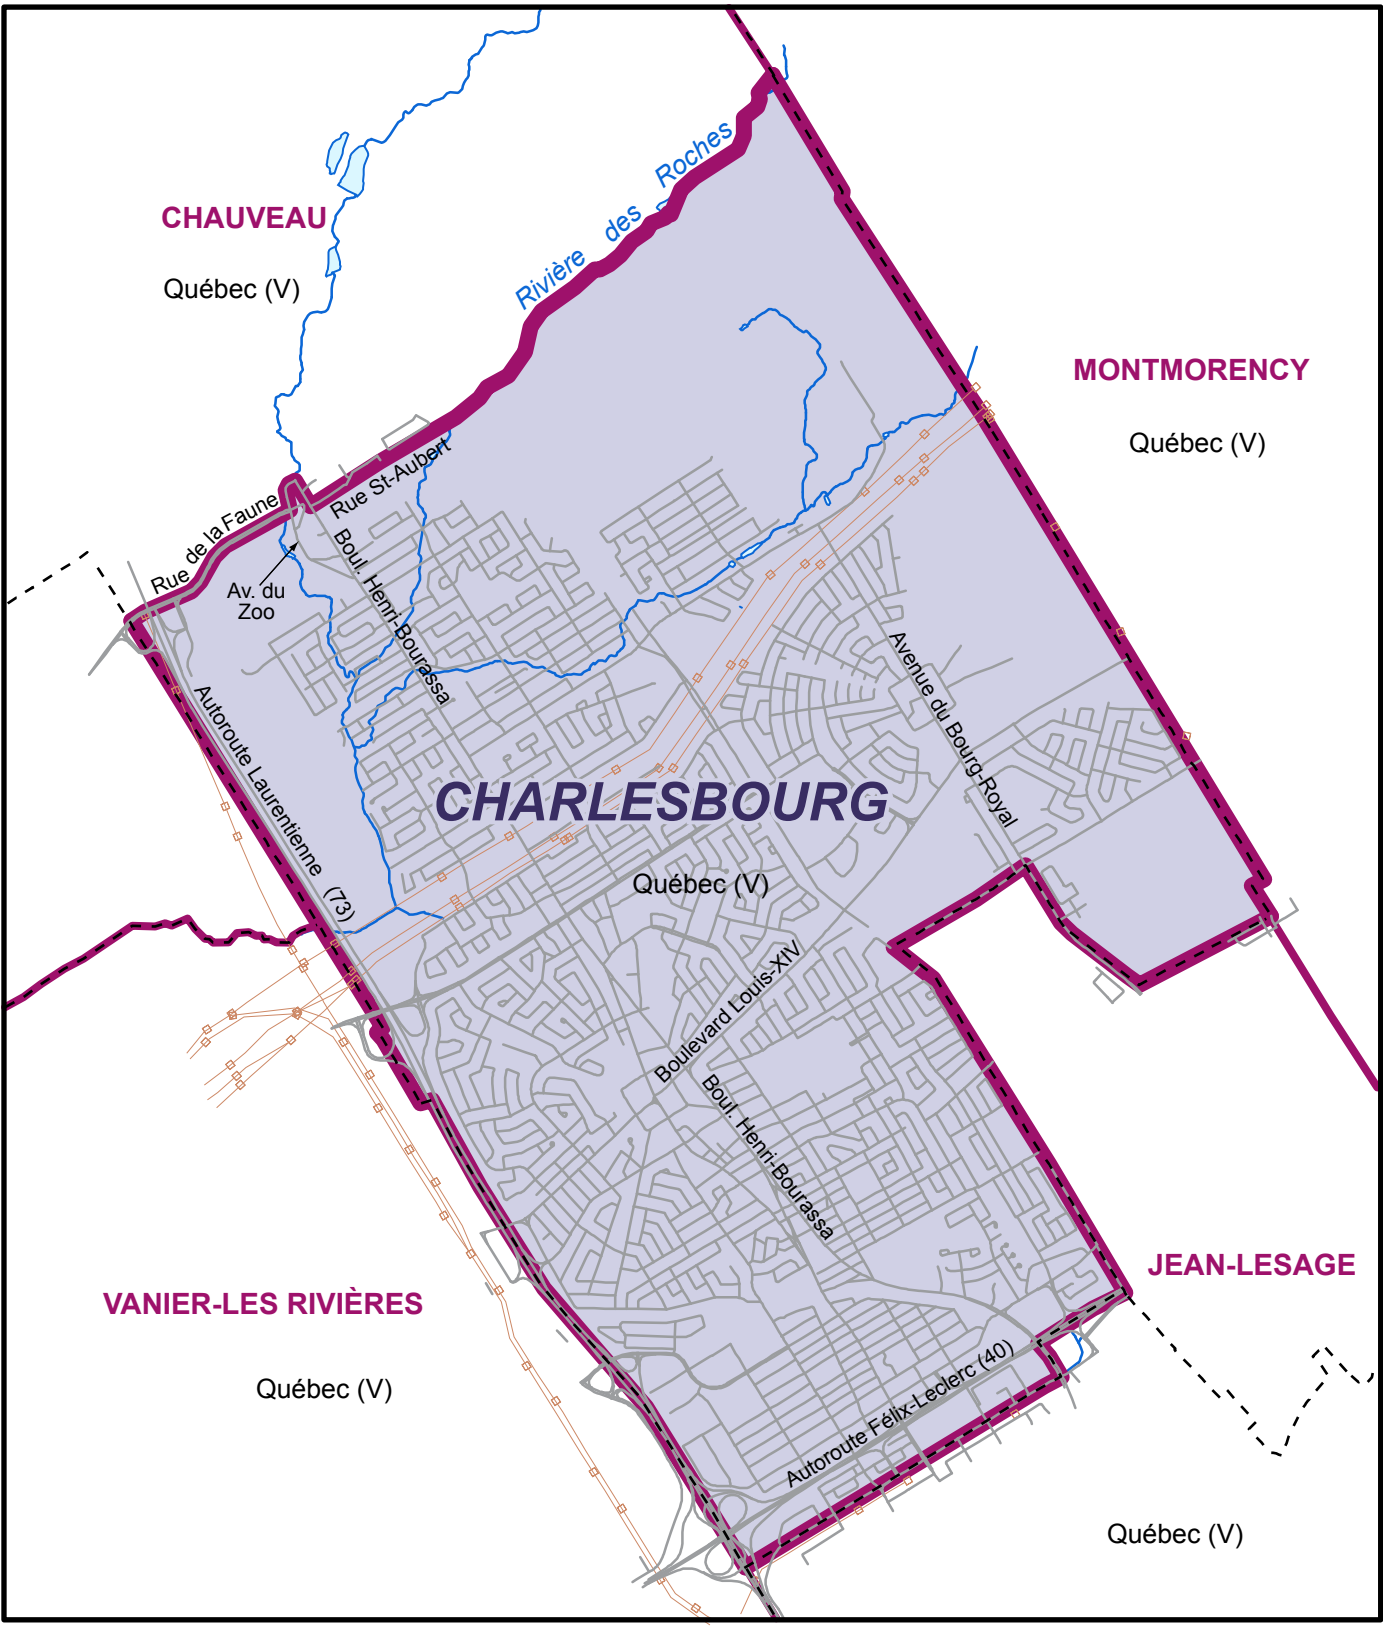 Rivière des Roches
CHAUVEAU
Québec (V)
MONTMORENCY
Québec (V)
Rue St-Aubert
Rue de la Faune
Av. du
Zoo
Boul. Henri-Bourassa
Avenue du Bourg-Royal
Autoroute Laurentienne (73)
CHARLESBOURG
Québec (V)
Boulevard Louis-XIV
Boul. Henri-Bourassa
JEAN-LESAGE
VANIER-LES RIVIÈRES
Québec (V)
Autoroute Félix-Leclerc (40)
Québec (V)